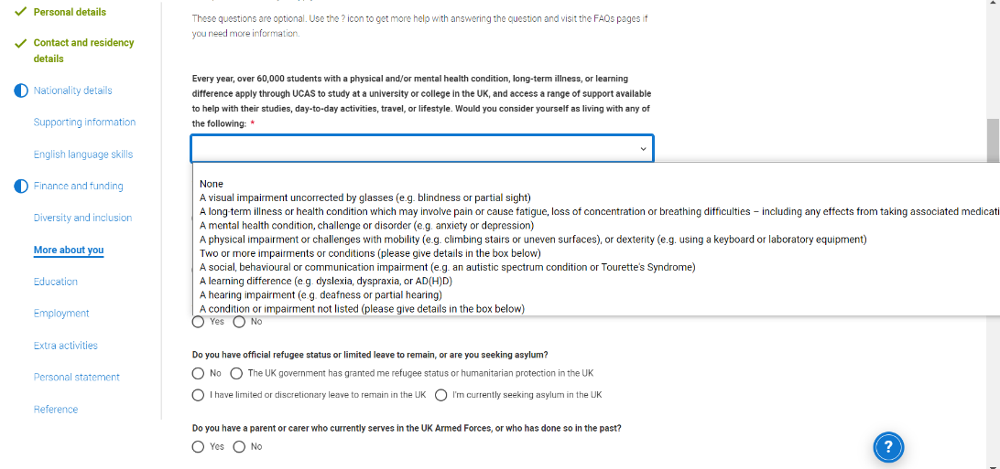 Personal details
Contact and residency
details
Nationality details
Supporting information
English language skills
Finance and funding
Diversity and inclusion
More about you
Education
Employment
Extra activities
Personal statement
Reference
These questions are optional. Use the ? icon to get more help with answering the question and visit the FAQs pages if
you need more information.
Every year, over 60,000 students with a physical and/or mental health condition, long-term illness, or learning
difference apply through UCAS to study at a university or college in the UK, and access a range of support available
to help with their studies, day-to-day activities, travel, or lifestyle. Would you consider yourself as living with any of
the following: *
None
A visual impairment uncorrected by glasses (e.g. blindness or partial sight)
A long-term illness or health condition which may involve pain or cause fatigue, loss of concentration or breathing difficulties – including any effects from taking associated medicati
A mental health condition, challenge or disorder (e.g. anxiety or depression)
A physical impairment or challenges with mobility (e.g. climbing stairs or uneven surfaces), or dexterity (e.g. using a keyboard or laboratory equipment)
Two or more impairments or conditions (please give details in the box below)
A social, behavioural or communication impairment (e.g. an autistic spectrum condition or Tourette's Syndrome)
A learning difference (e.g. dyslexia, dyspraxia, or AD(H)D)
A hearing impairment (e.g. deafness or partial hearing)
A condition or impairment not listed (please give details in the box below)
Yes No
Do you have official refugee status or limited leave to remain, or are you seeking asylum?
No The UK government has granted me refugee status or humanitarian protection in the UK
I have limited or discretionary leave to remain in the UK I'm currently seeking asylum in the UK
Do you have a parent or carer who currently serves in the UK Armed Forces, or who has done so in the past?
Yes No
?